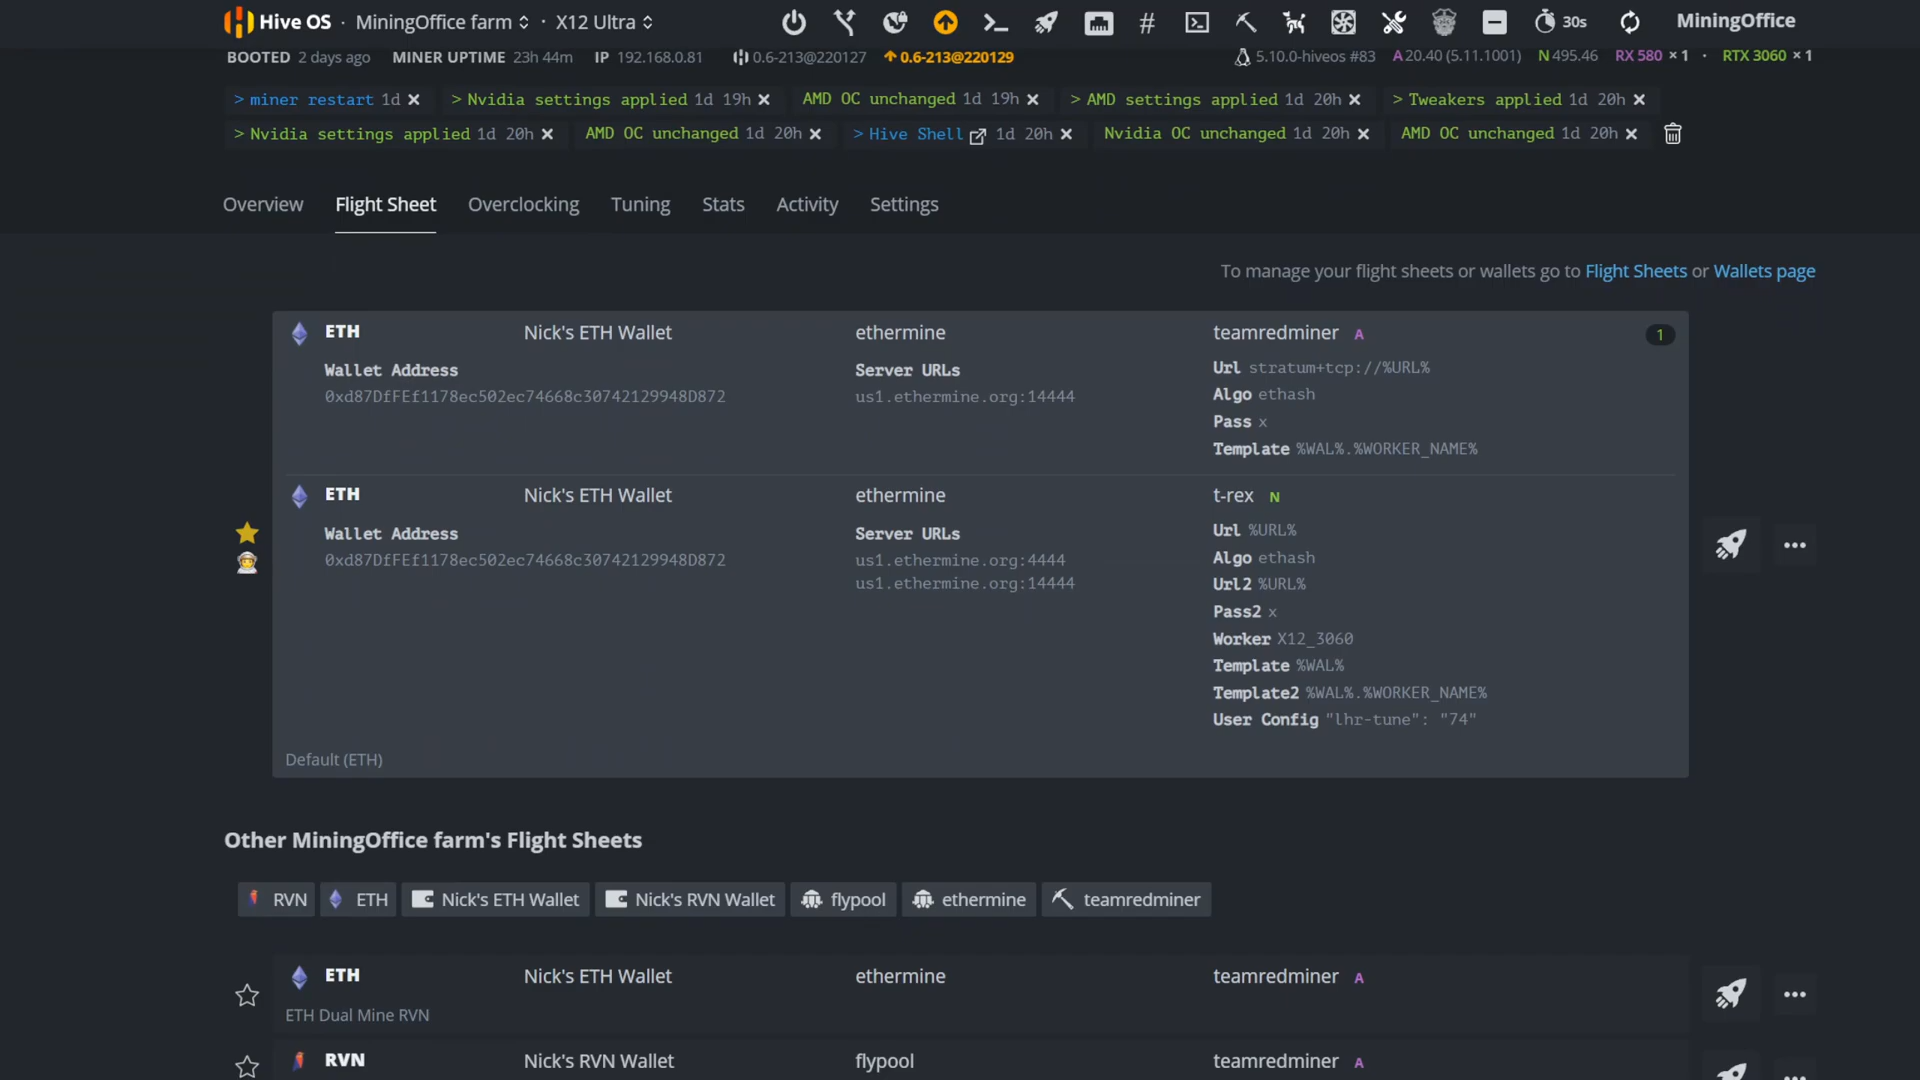 Hive OS · MiningOffice farm · X12 Ultra # 30s MiningOffice
BOOTED 2 days ago MINER UPTIME 23h 44m IP 192.168.0.81 0.6-213@220127 0.6-213@220129 5.10.0-hiveos #83 A 20.40 (5.11.1001) N 495.46 RX 580 × 1 · RTX 3060 × 1
> miner restart 1d × > Nvidia settings applied 1d 19h × AMD OC unchanged 1d 19h × > AMD settings applied 1d 20h × > Tweakers applied 1d 20h ×
> Nvidia settings applied 1d 20h × AMD OC unchanged 1d 20h × > Hive Shell 1d 20h × Nvidia OC unchanged 1d 20h × AMD OC unchanged 1d 20h ×
Overview Flight Sheet Overclocking Tuning Stats Activity Settings
To manage your flight sheets or wallets go to Flight Sheets or Wallets page
ETH Nick's ETH Wallet ethermine teamredminer A 1
Wallet Address Server URLs Url stratum+tcp://%URL%
0xd87DfFEf1178ec502ec74668c30742129948D872 us1.ethermine.org:14444 Algo ethash
Pass x
Template %WAL%.%WORKER_NAME%
ETH Nick's ETH Wallet ethermine t-rex N
Wallet Address Server URLs Url %URL%
0xd87DfFEf1178ec502ec74668c30742129948D872 us1.ethermine.org:4444 Algo ethash
us1.ethermine.org:14444 Url2 %URL%
Pass2 x
Worker X12_3060
Template %WAL%
Template2 %WAL%.%WORKER_NAME%
User Config "lhr-tune": "74"
Default (ETH)
Other MiningOffice farm's Flight Sheets
RVN ETH Nick's ETH Wallet Nick's RVN Wallet flypool ethermine teamredminer
ETH Nick's ETH Wallet ethermine teamredminer A
ETH Dual Mine RVN
RVN Nick's RVN Wallet flypool teamredminer A